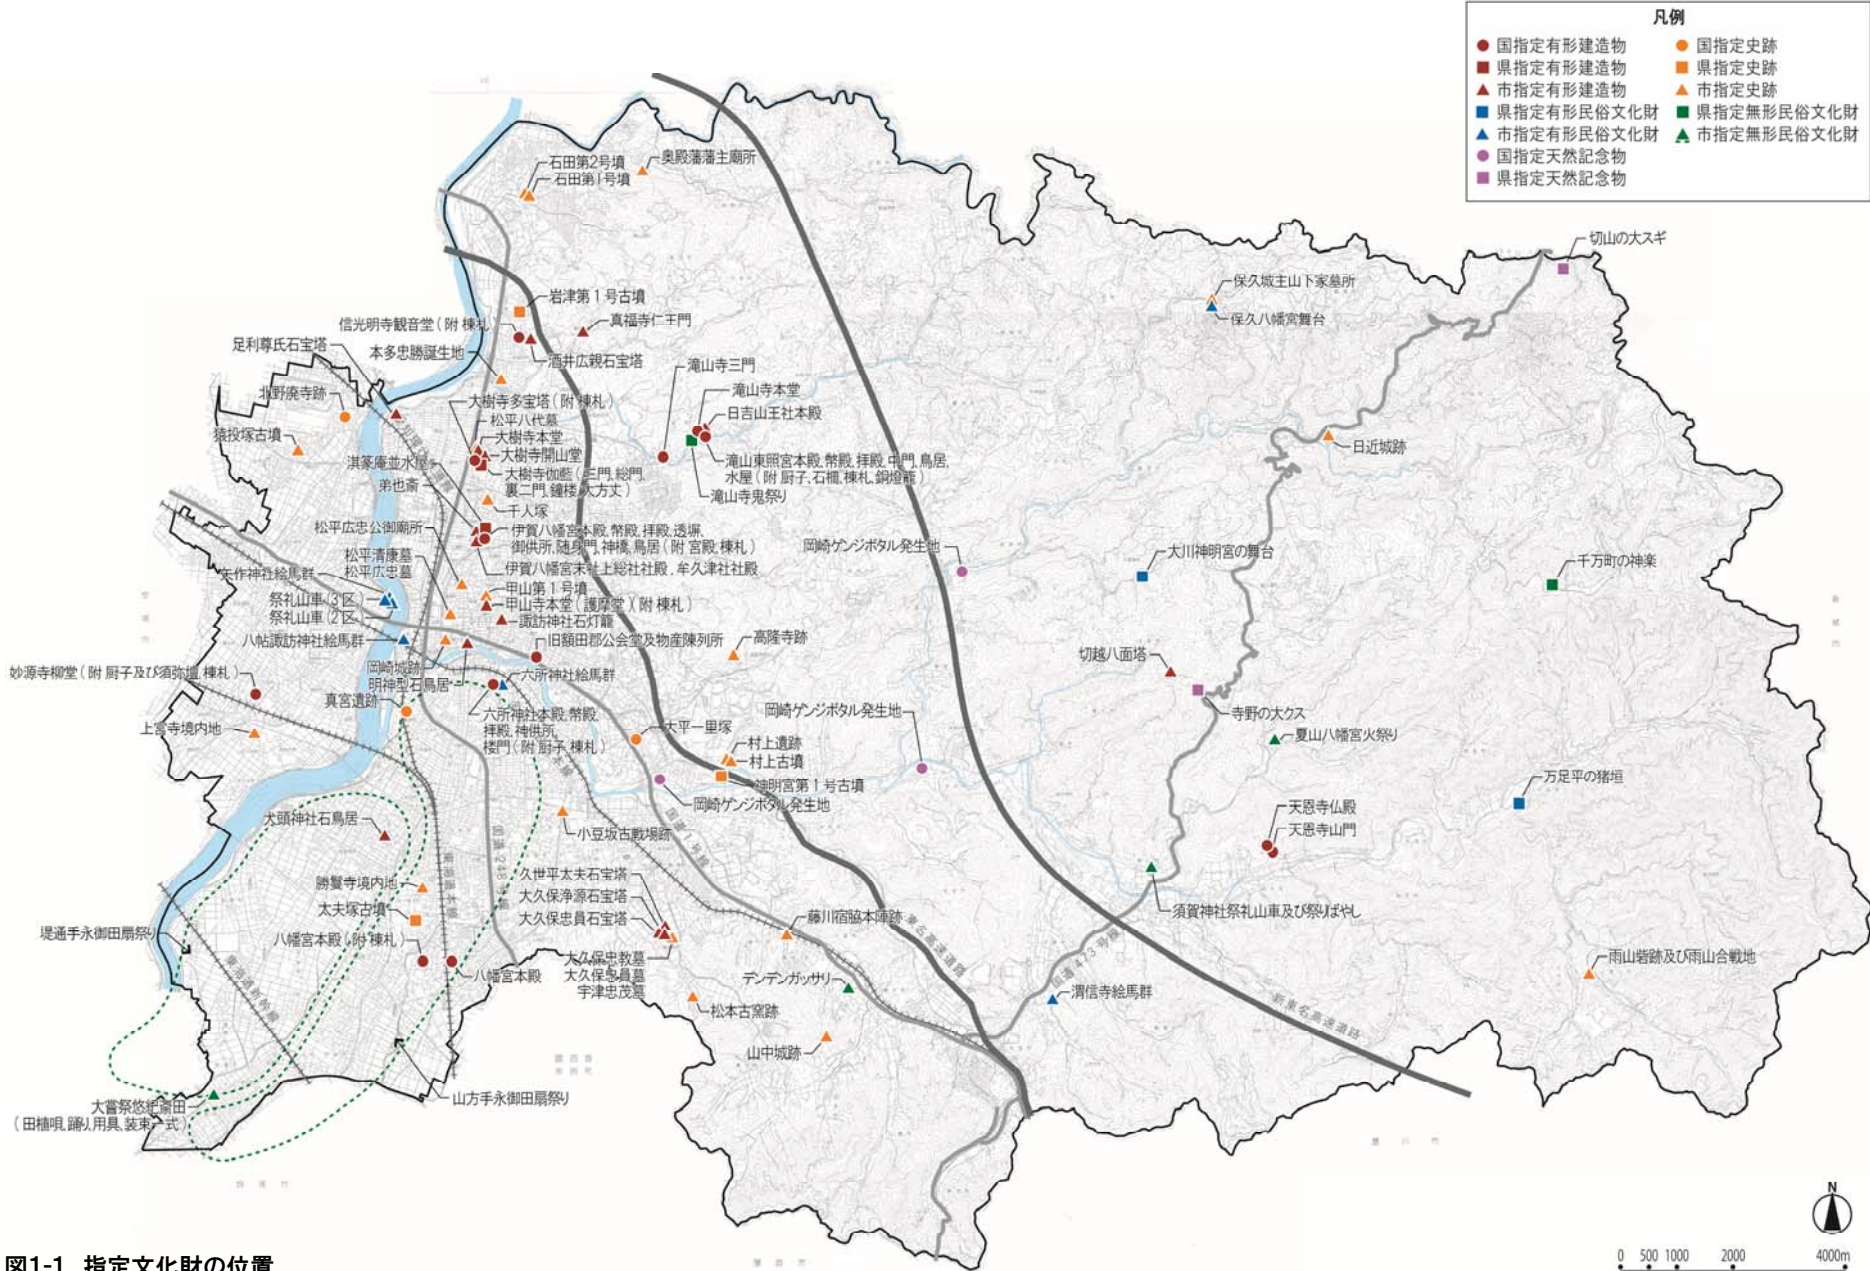 凡例
国指定有形建造物
県指定有形建造物
市指定有形建造物
県指定有形民俗文化財
市指定有形民俗文化財
国指定天然記念物
県指定天然記念物
国指定史跡
県指定史跡
市指定史跡
県指定無形民俗文化財
市指定無形民俗文化財
石田第2号墳
石田第1号墳
奥殿藩藩主廟所
切山の大スギ
保久城主山下家墓所
保久八幡宮舞台
岩津第1号古墳
信光明寺観音堂(附 棟札)
真福寺仁王門
足利尊氏石宝塔
本多忠勝誕生地
酒井広親石宝塔
滝山寺三門
滝山寺本堂
日吉山王社本殿
北野廃寺跡
大樹寺多宝塔(附 棟札)
松平八代墓
猿投塚古墳
大樹寺本堂
大樹寺開山堂
淇菉庵並水屋
大樹寺伽藍(三門,総門,
裏二門,鐘楼,大方丈)
弟也斎
滝山東照宮本殿,幣殿,拝殿,中門,鳥居,
水屋(附 厨子,石柵,棟札,銅燈籠)
滝山寺鬼祭り
日近城跡
千人塚
松平広忠公御廟所
伊賀八幡宮本殿,幣殿,拝殿,透塀,
御供所,随身門,神橋,鳥居(附 宮殿,棟札)
伊賀八幡宮末社上総社社殿,牟久津社社殿
松平清康墓
松平広忠墓
矢作神社絵馬群
祭礼山車(3区)
祭礼山車(2区)
八帖諏訪神社絵馬群
甲山第1号墳
甲山寺本堂(護摩堂)(附 棟札)
諏訪神社石灯籠
岡崎ゲンジボタル発生地
大川神明宮の舞台
千万町の神楽
旧額田郡公会堂及物産陳列所
高隆寺跡
切越八面塔
岡崎城跡
明神型石鳥居
六所神社絵馬群
妙源寺柳堂(附 厨子及び須弥壇,棟札)
真宮遺跡
上宮寺境内地
六所神社本殿,幣殿,
拝殿,神供所,
楼門(附 厨子,棟札)
岡崎ゲンジボタル発生地
寺野の大クス
大平一里塚
村上遺跡
村上古墳
夏山八幡宮火祭り
神明宮第1号古墳
岡崎ゲンジボタル発生地
万足平の猪垣
天恩寺仏殿
天恩寺山門
犬頭神社石鳥居
小豆坂古戦場跡
国道1号線
国道248号線
東海道本線
勝鬘寺境内地
太夫塚古墳
八幡宮本殿(附 棟札)
八幡宮本殿
久世平太夫石宝塔
大久保浄源石宝塔
大久保忠員石宝塔
大久保忠教墓
大久保忠員墓
宇津忠茂墓
藤川宿脇本陣跡
東名高速道路
須賀神社祭礼山車及び祭りばやし
国道473号線
堤通手永御田扇祭り
東海道新幹線
デンデンガッサリ
松本古窯跡
山中城跡
渭信寺絵馬群
雨山砦跡及び雨山合戦地
新東名高速道路
大嘗祭悠紀斎田
(田植唄,踊り,用具,装束一式)
山方手永御田扇祭り
N
0 500 1000 2000 4000m
図1-1 指定文化財の位置